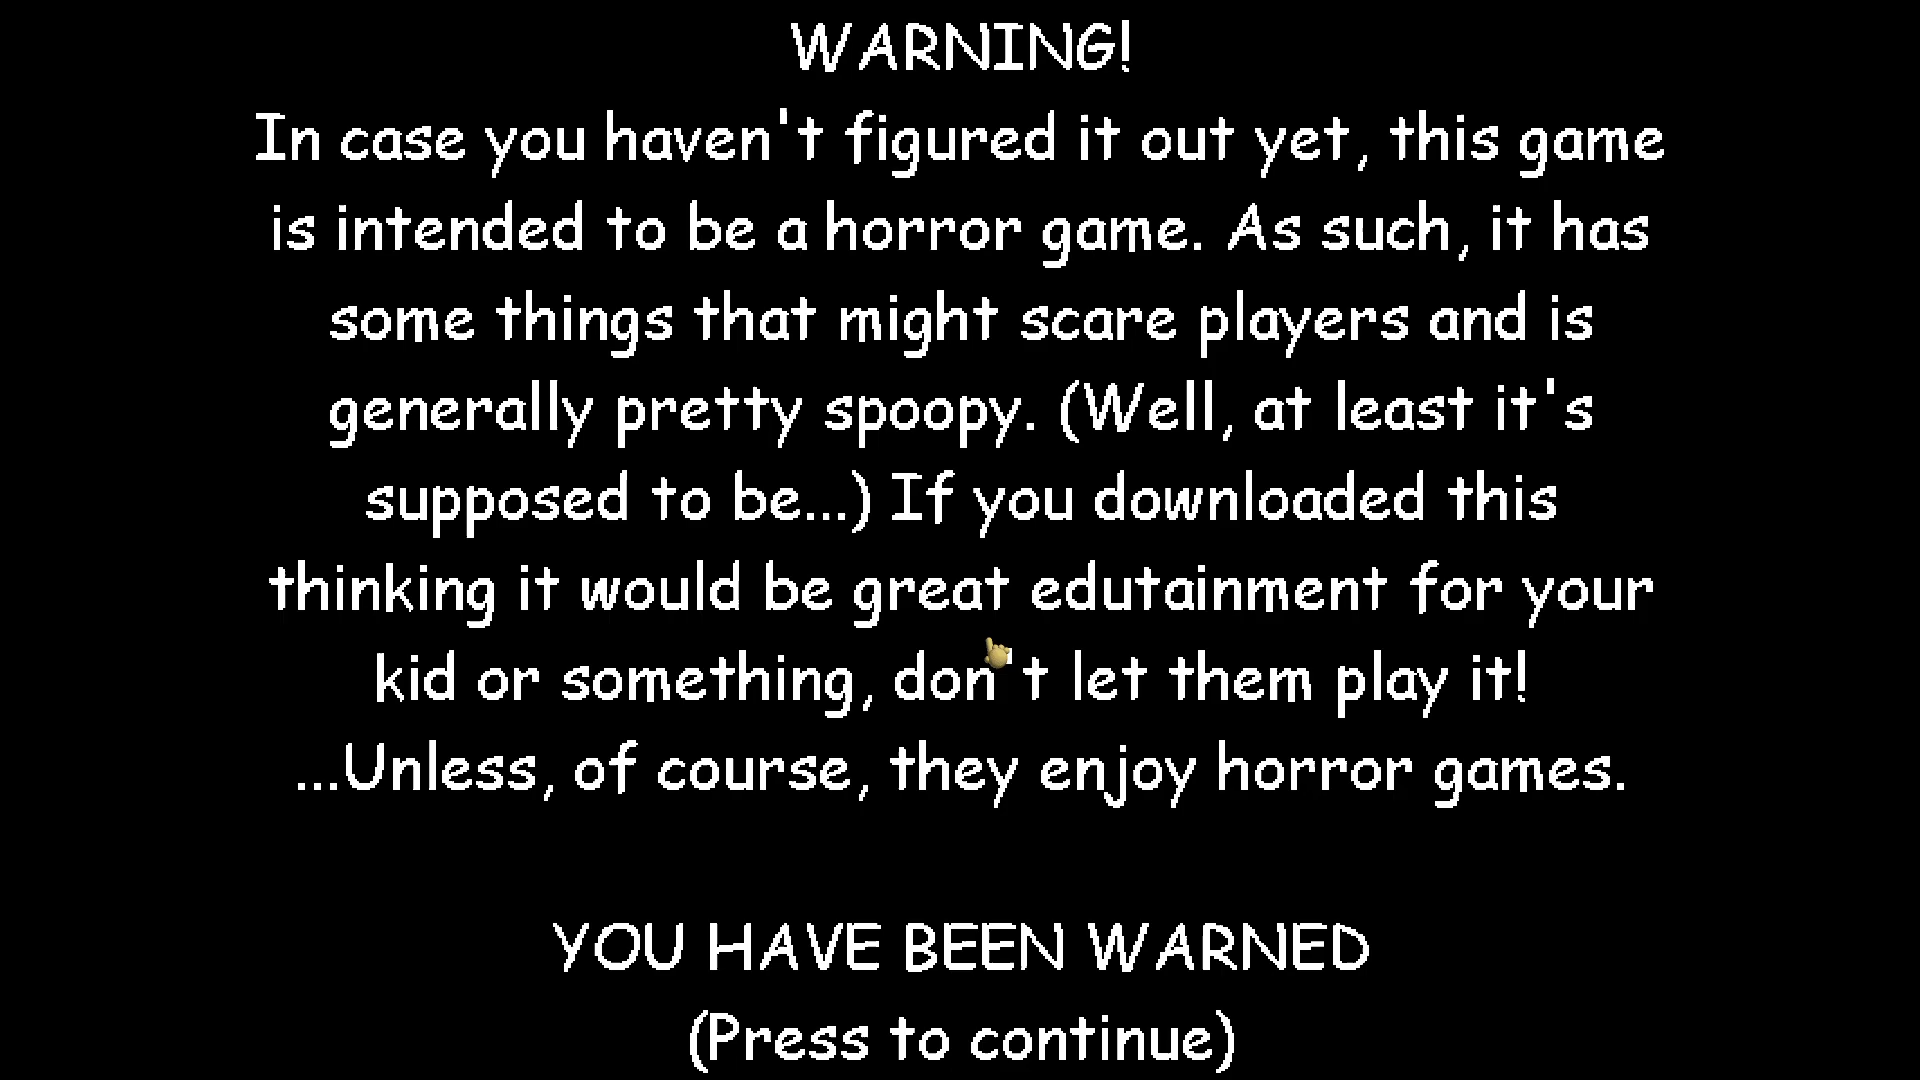 WARNING!
In case you haven't figured it out yet, this game
is intended to be a horror game. As such, it has
some things that might scare players and is
generally pretty spoopy. (Well, at least it's
supposed to be...) If you downloaded this
thinking it would be great edutainment for your
kid or something, don't let them play it!
...Unless, of course, they enjoy horror games.
YOU HAVE BEEN WARNED
(Press to continue)